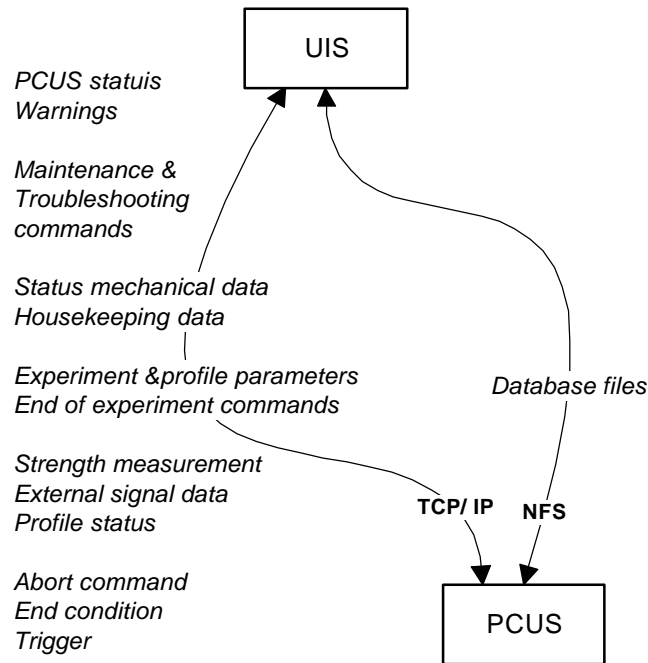 UIS
PCUS statuis
Warnings
Maintenance &
Troubleshooting
commands
Status mechanical data
Housekeeping data
Experiment &profile parameters
End of experiment commands
Database files
Strength measurement
External signal data
Profile status
TCP/ IP
NFS
Abort command
End condition
Trigger
PCUS